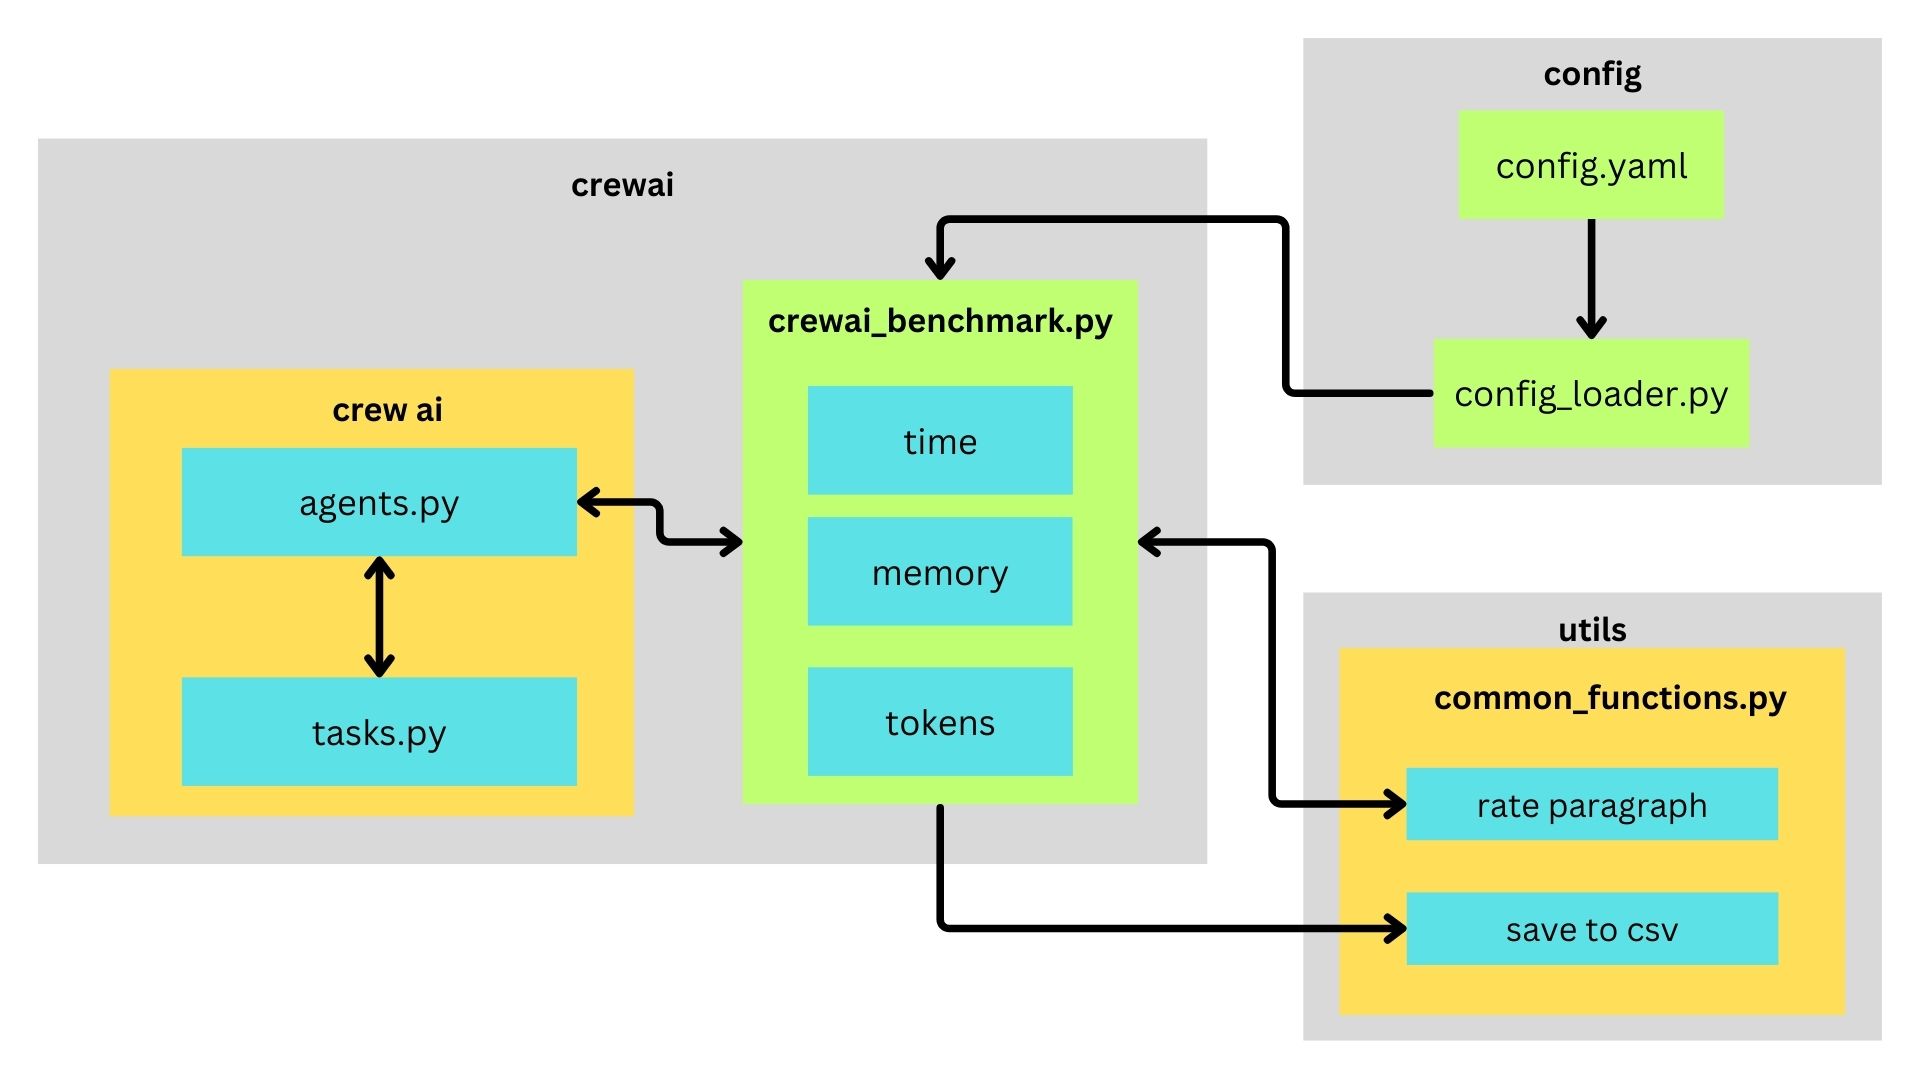 config
config.yaml
config_loader.py
crewai
crewai_benchmark.py
time
memory
tokens
crew ai
agents.py
tasks.py
utils
common_functions.py
rate paragraph
save to csv